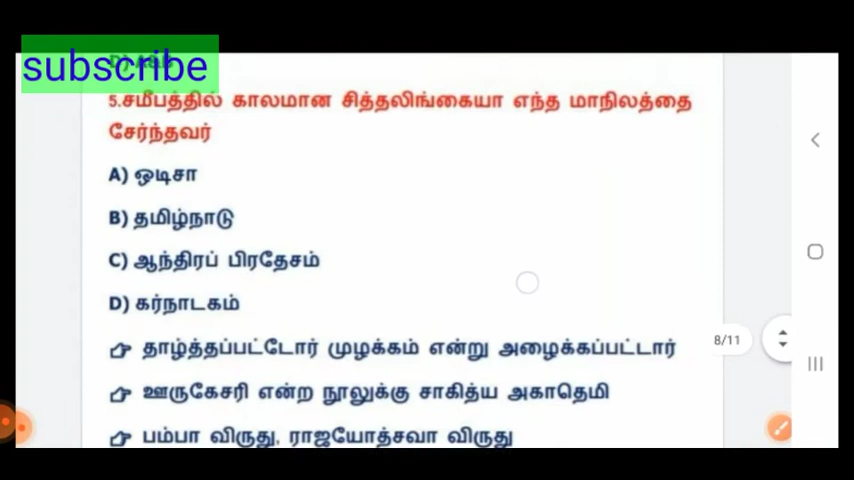 subscribe
5.சமீபத்தில் காலமான சித்தலிங்கையா எந்த மாநிலத்தை
சேர்ந்தவர்
A) ஒடிசா
B) தமிழ்நாடு
C) ஆந்திரப் பிரதேசம்
D) கர்நாடகம்
தாழ்த்தப்பட்டோர் முழக்கம் என்று அழைக்கப்பட்டார்
8/11
ஊருகேசரி என்ற நூலுக்கு சாகித்ய அகாதெமி
பம்பா விருது, ராஜயோத்சவா விருது